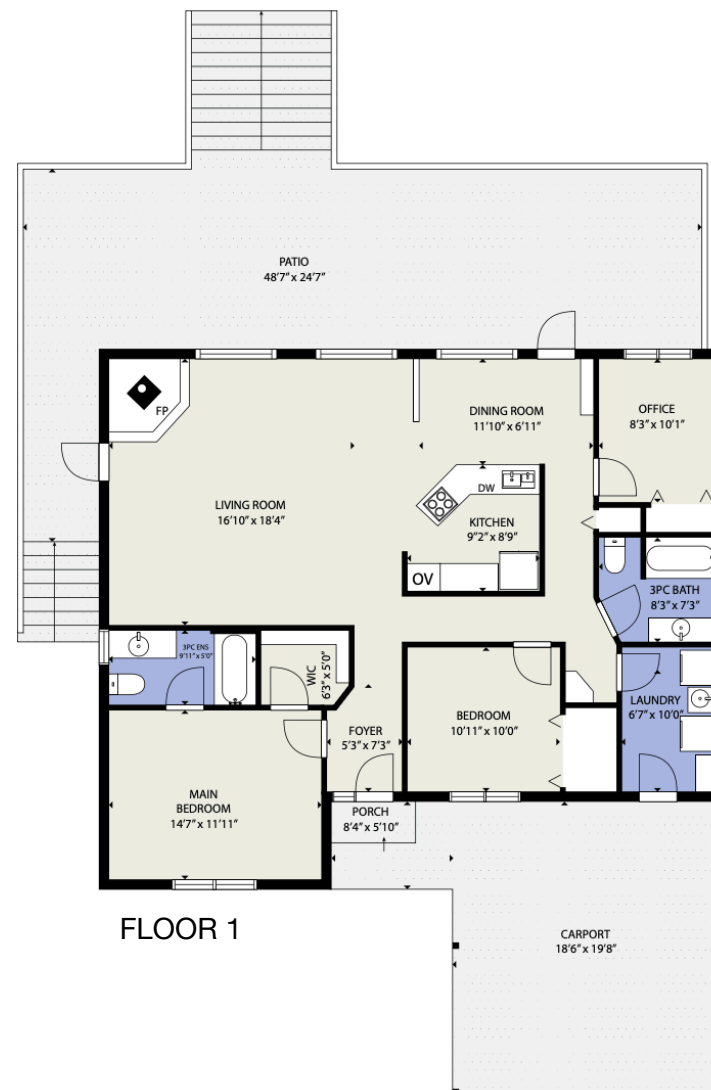 PATIO
48'7" x 24'7"
FP
DINING ROOM
11'10" x 6'11"
OFFICE
8'3" x 10'1"
LIVING ROOM
16'10" x 18'4"
DW
KITCHEN
9'2" x 8'9"
OV
3PC BATH
8'3" x 7'3"
3PC ENS
9'11" x 5'0"
WIC
6'3" x 5'0"
FOYER
5'3" x 7'3"
BEDROOM
10'11" x 10'0"
LAUNDRY
6'7" x 10'0"
MAIN
BEDROOM
14'7" x 11'11"
PORCH
8'4" x 5'10"
FLOOR 1
CARPORT
18'6" x 19'8"